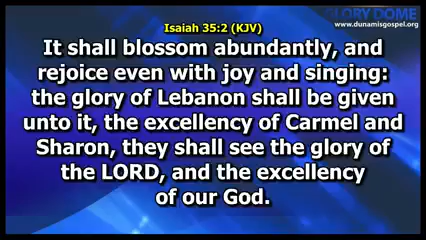 GLORY DOME
www.dunamisgospel.org
Isaiah 35:2 (KJV)
It shall blossom abundantly, and
rejoice even with joy and singing:
the glory of Lebanon shall be given
unto it, the excellency of Carmel and
Sharon, they shall see the glory of
the LORD, and the excellency
of our God.